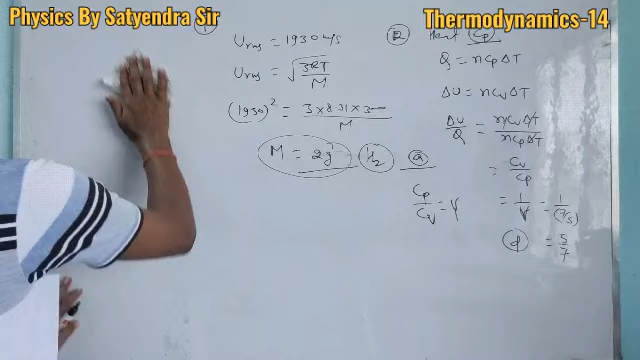 Physics By Satyendra Sir
Thermodynamics-14
①
Urms = 1930 m/s
Urms = √(3RT/M)
(1930)² = 3 × 8.31 × 300 / M
M = 2g H₂ ⓐ
② Heat Cp
Q = nCpΔT
ΔU = nCvΔT
ΔU/Q = nCvΔT/nCpΔT
= Cv/Cp
Cp/Cv = γ
= 1/γ = 1/(7/5)
ⓓ = 5/7